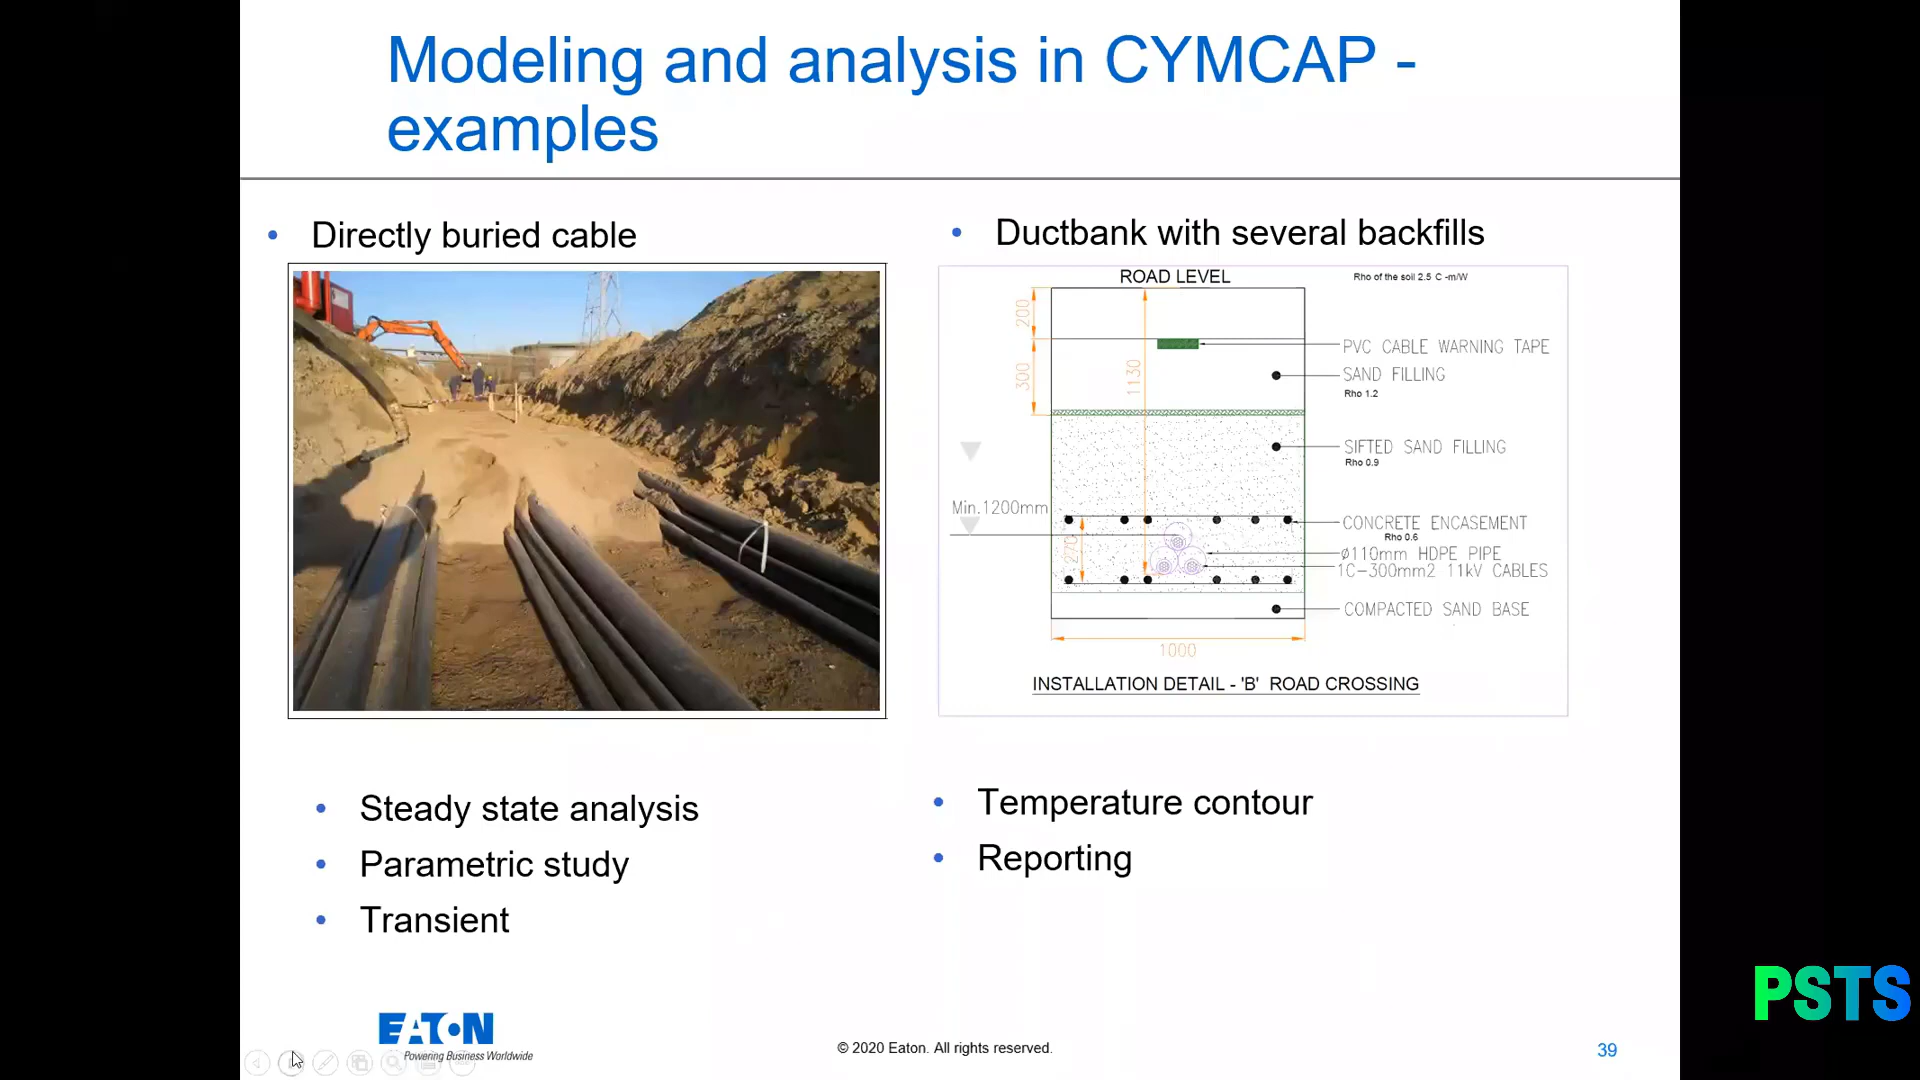 Modeling and analysis in CYMCAP -
examples
• Directly buried cable
• Ductbank with several backfills
ROAD LEVEL
Rho of the soil 2.5 C -m/W
200
300
1130
PVC CABLE WARNING TAPE
SAND FILLING
Rho 1.2
SIFTED SAND FILLING
Rho 0.9
Min.1200mm
270
CONCRETE ENCASEMENT
Rho 0.6
Ø110mm HDPE PIPE
1C-300mm2 11kV CABLES
COMPACTED SAND BASE
1000
INSTALLATION DETAIL - 'B' ROAD CROSSING
• Steady state analysis
• Parametric study
• Transient
• Temperature contour
• Reporting
EATON
Powering Business Worldwide
© 2020 Eaton. All rights reserved.
39
PSTS